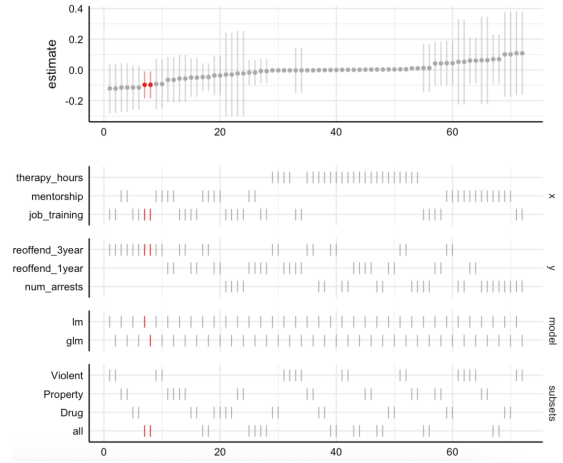 0.4
0.2
0.0
-0.2
estimate
0 20 40 60
therapy_hours
mentorship
job_training
x
reoffend_3year
reoffend_1year
num_arrests
y
lm
glm
model
Violent
Property
Drug
all
subsets
0 20 40 60